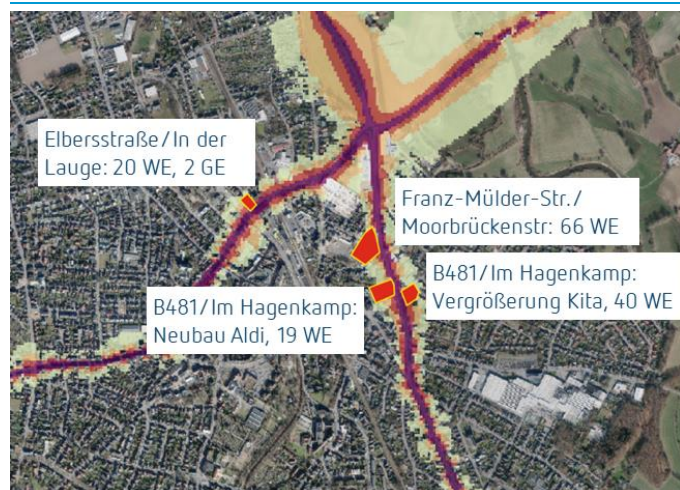 Elbersstraße/In der
Lauge: 20 WE, 2 GE
Franz-Mülder-Str./
Moorbrückenstr: 66 WE
B481/Im Hagenkamp:
Neubau Aldi, 19 WE
B481/Im Hagenkamp:
Vergrößerung Kita, 40 WE